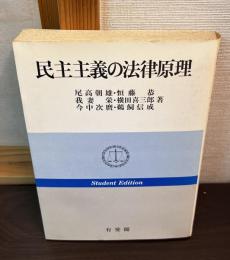 民主主義の法律原理
尾高朝雄・恒藤 恭
我妻 栄・横田喜三郎 著
今中次麿・鵜飼信成
Student Edition
有斐閣